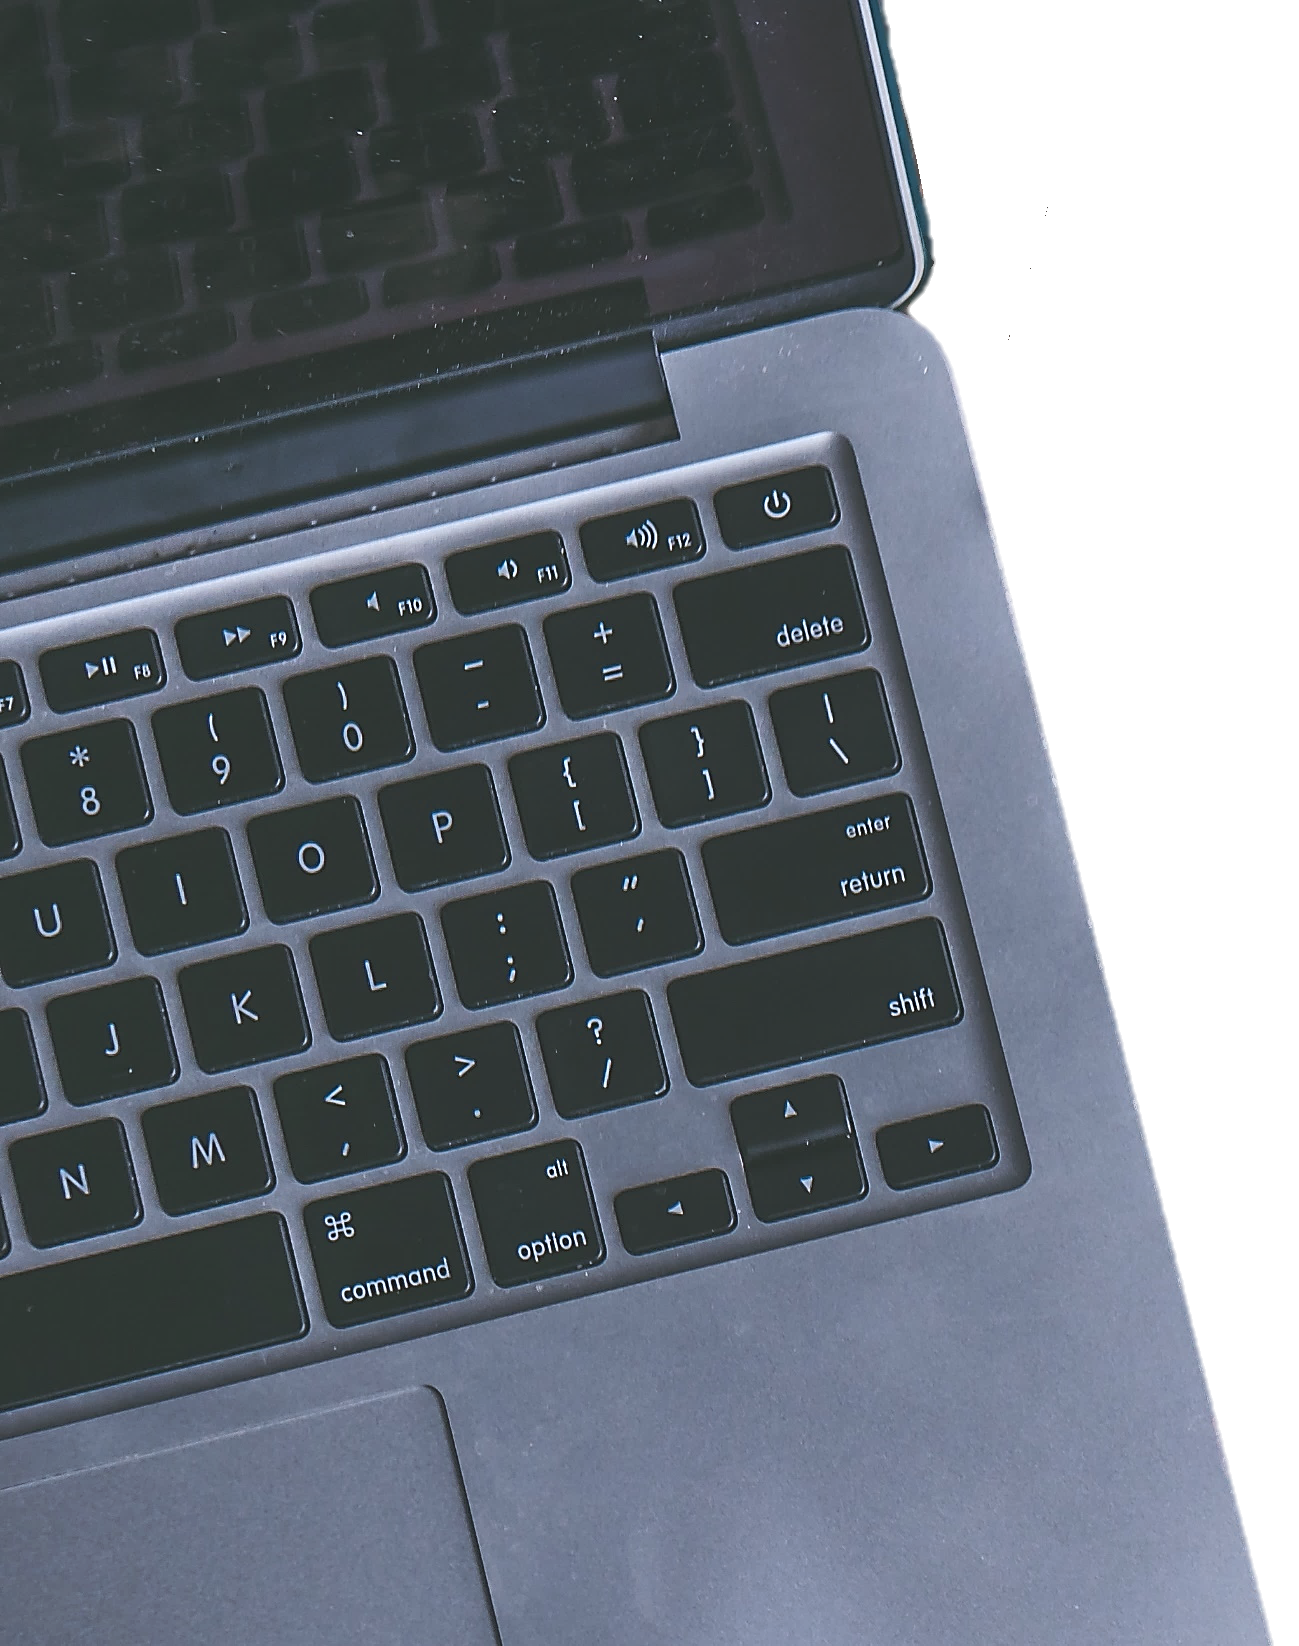 F7 F8 F9 F10 F11 F12
* ( ) _ +
8 9 0 - = delete
U I O P { [ } ] | \
enter
J K L : ; " ' return
N M < , > . ? / shift
⌘ alt
command option